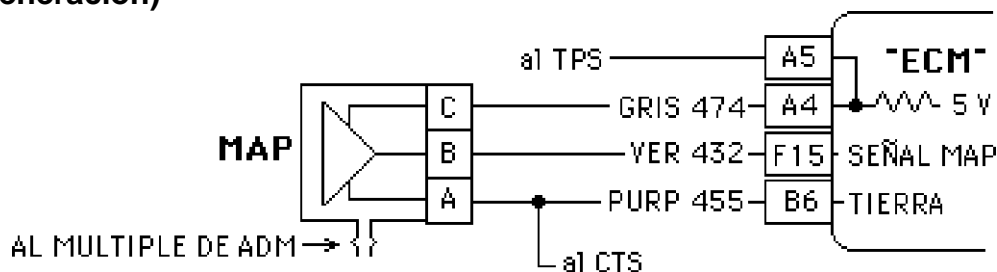 eneración)
al TPS A5 "ECM"
C GRIS 474 A4 5 V
MAP B VER 432 F15 SEÑAL MAP
A PURP 455 B6 TIERRA
AL MULTIPLE DE ADM
al CTS